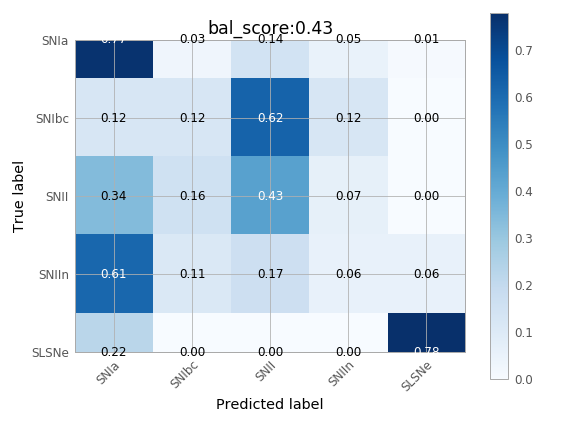 bal_score:0.43
SNIa 0.77 0.03 0.14 0.05 0.01
SNIbc 0.12 0.12 0.62 0.12 0.00
SNII 0.34 0.16 0.43 0.07 0.00
SNIIn 0.61 0.11 0.17 0.06 0.06
SLSNe 0.22 0.00 0.00 0.00 0.78
SNIa SNIbc SNII SNIIn SLSNe
True label
Predicted label
0.7
0.6
0.5
0.4
0.3
0.2
0.1
0.0